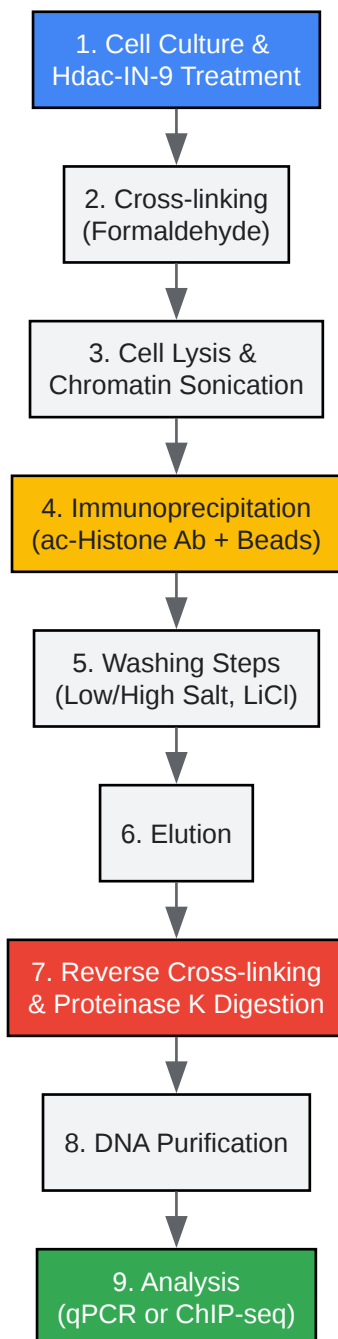 1. Cell Culture &
Hdac-IN-9 Treatment
2. Cross-linking
(Formaldehyde)
3. Cell Lysis &
Chromatin Sonication
4. Immunoprecipitation
(ac-Histone Ab + Beads)
5. Washing Steps
(Low/High Salt, LiCl)
6. Elution
7. Reverse Cross-linking
& Proteinase K Digestion
8. DNA Purification
9. Analysis
(qPCR or ChIP-seq)